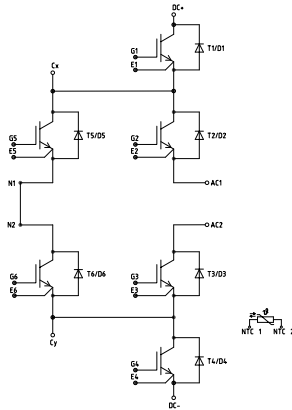 DC+
G1
E1
T1/D1
Cx
G5
E5
T5/D5
G2
E2
T2/D2
N1
AC1
N2
AC2
G6
E6
T6/D6
G3
E3
T3/D3
ϑ
NTC 1
NTC 2
Cy
G4
E4
T4/D4
DC-